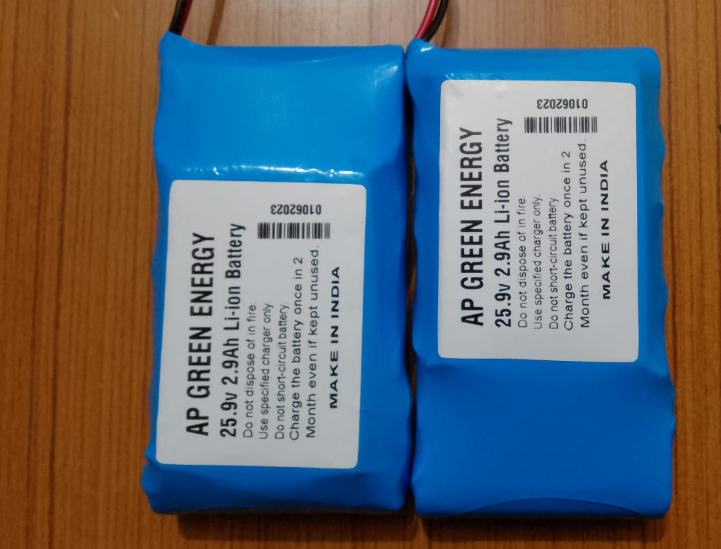 AP GREEN ENERGY
25.9v 2.9Ah Li-ion Battery
Do not dispose of in fire.
Use specified charger only.
Do not short-circuit battery.
Charge the battery once in 2
Month even if kept unused.
MAKE IN INDIA
01062023
AP GREEN ENERGY
25.9v 2.9Ah Li-ion Battery
Do not dispose of in fire.
Use specified charger only.
Do not short-circuit battery.
Charge the battery once in 2
Month even if kept unused.
MAKE IN INDIA
01062023